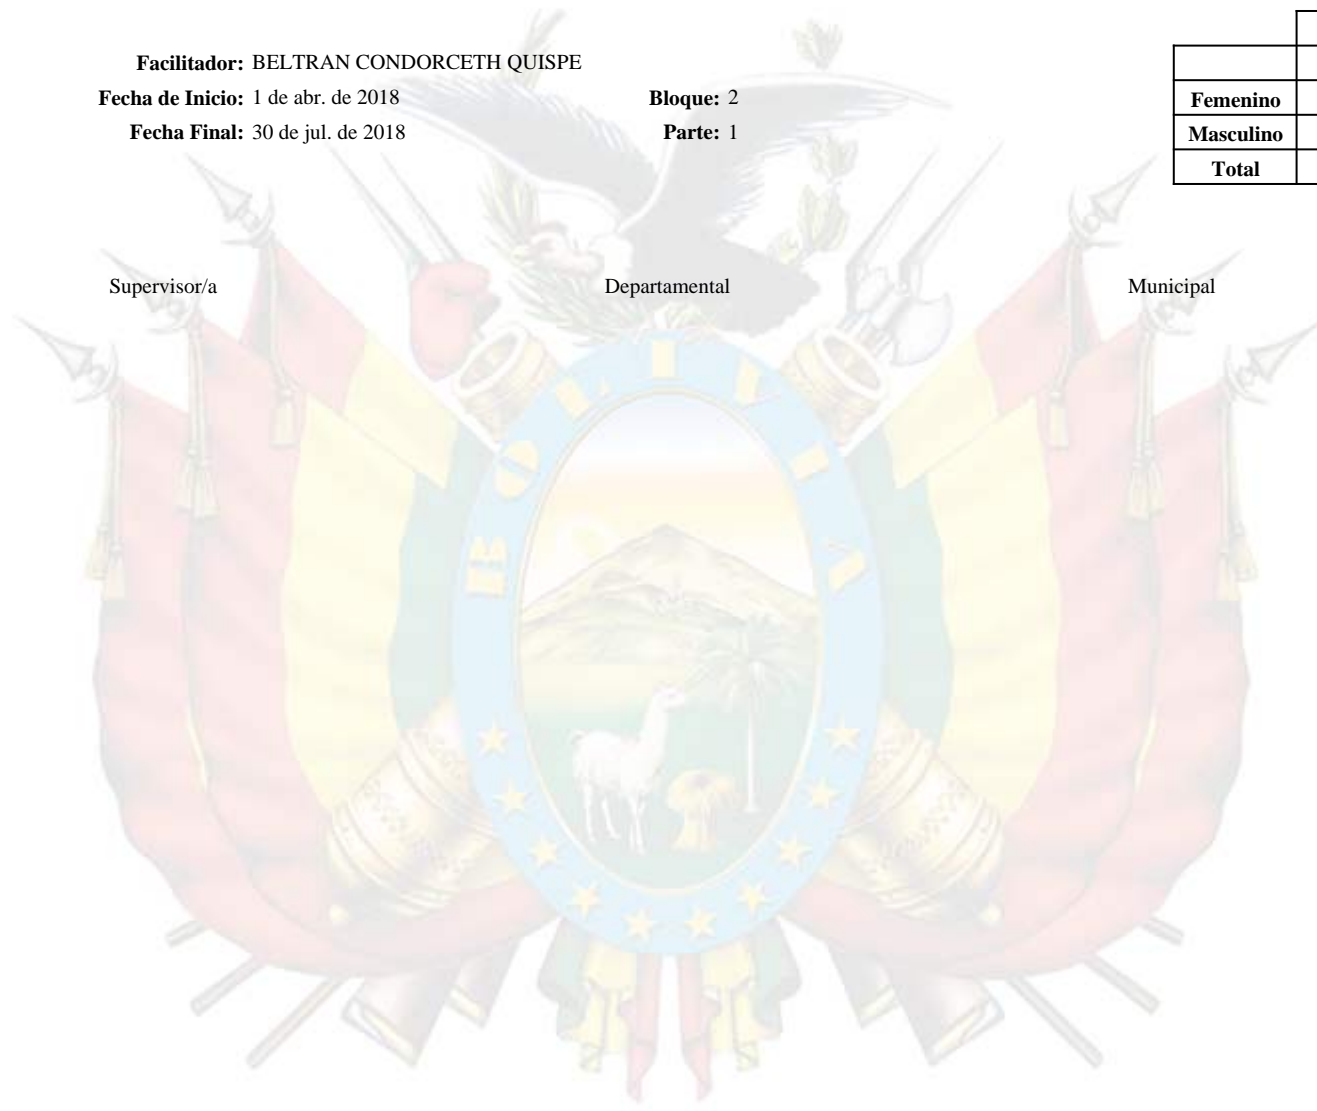 Facilitador: BELTRAN CONDORCETH QUISPE
Fecha de Inicio: 1 de abr. de 2018 Bloque: 2
Femenino
Fecha Final: 30 de jul. de 2018 Parte: 1
Masculino
Total
Supervisor/a Departamental Municipal
BOLIVIA